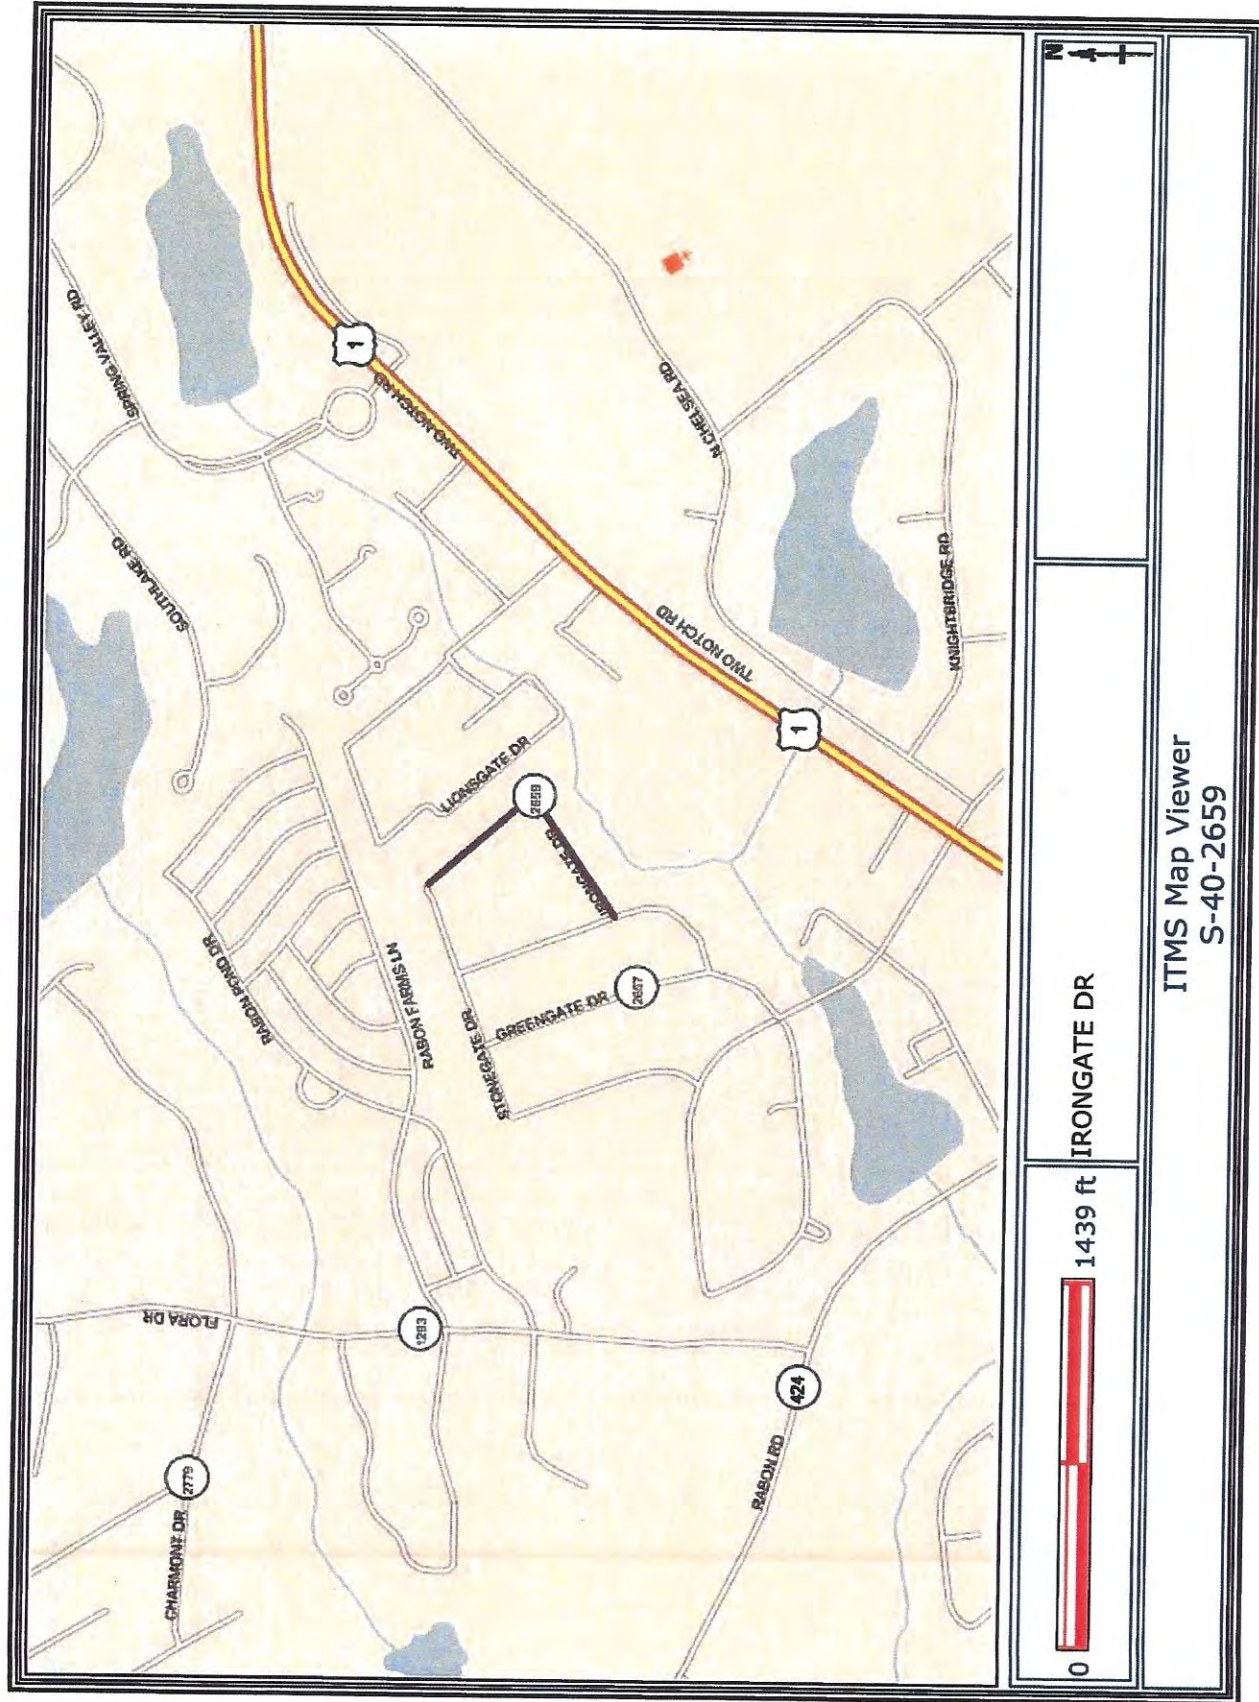 SPRING VALLEY RD
SOUTHLAKE RD
1
TWO NOTCH RD
N CHELSEA RD
KNIGHTBRIDGE RD
TWO NOTCH RD
1
LIONSGATE DR
2659
IRONGATE DR
RABON POND DR
RABON FARMS LN
STONEGATE DR
GREENGATE DR
2657
FLORA DR
1283
2779
CHARMONT DR
424
RABON RD
N
0 1439 ft
IRONGATE DR
ITMS Map Viewer
S-40-2659